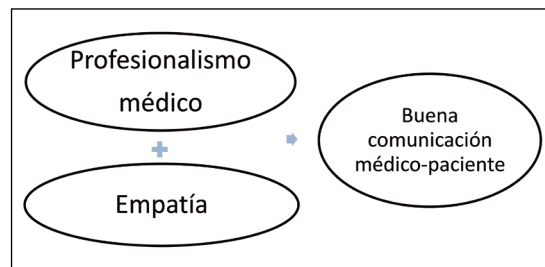 Profesionalismo
médico
Empatía
Buena
comunicación
médico-paciente